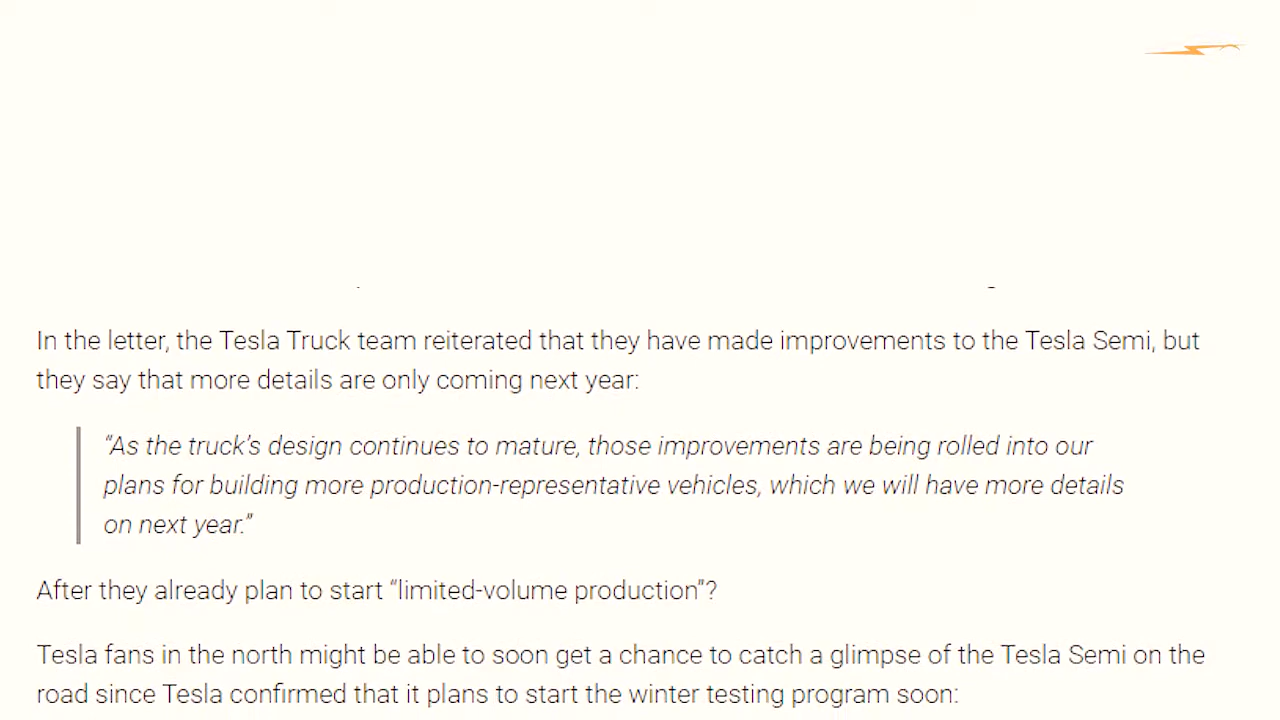 In the letter, the Tesla Truck team reiterated that they have made improvements to the Tesla Semi, but
they say that more details are only coming next year:
“As the truck’s design continues to mature, those improvements are being rolled into our
plans for building more production-representative vehicles, which we will have more details
on next year.”
After they already plan to start “limited-volume production”?
Tesla fans in the north might be able to soon get a chance to catch a glimpse of the Tesla Semi on the
road since Tesla confirmed that it plans to start the winter testing program soon: